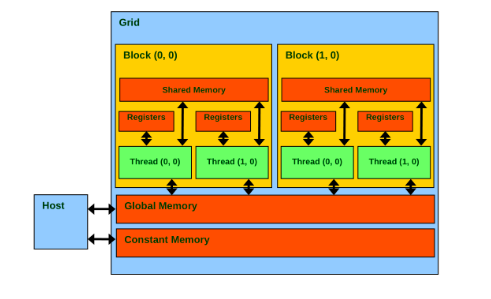 Grid
Block (0, 0)
Block (1, 0)
Shared Memory
Shared Memory
Registers
Registers
Registers
Registers
Thread (0, 0)
Thread (1, 0)
Thread (0, 0)
Thread (1, 0)
Host
Global Memory
Constant Memory